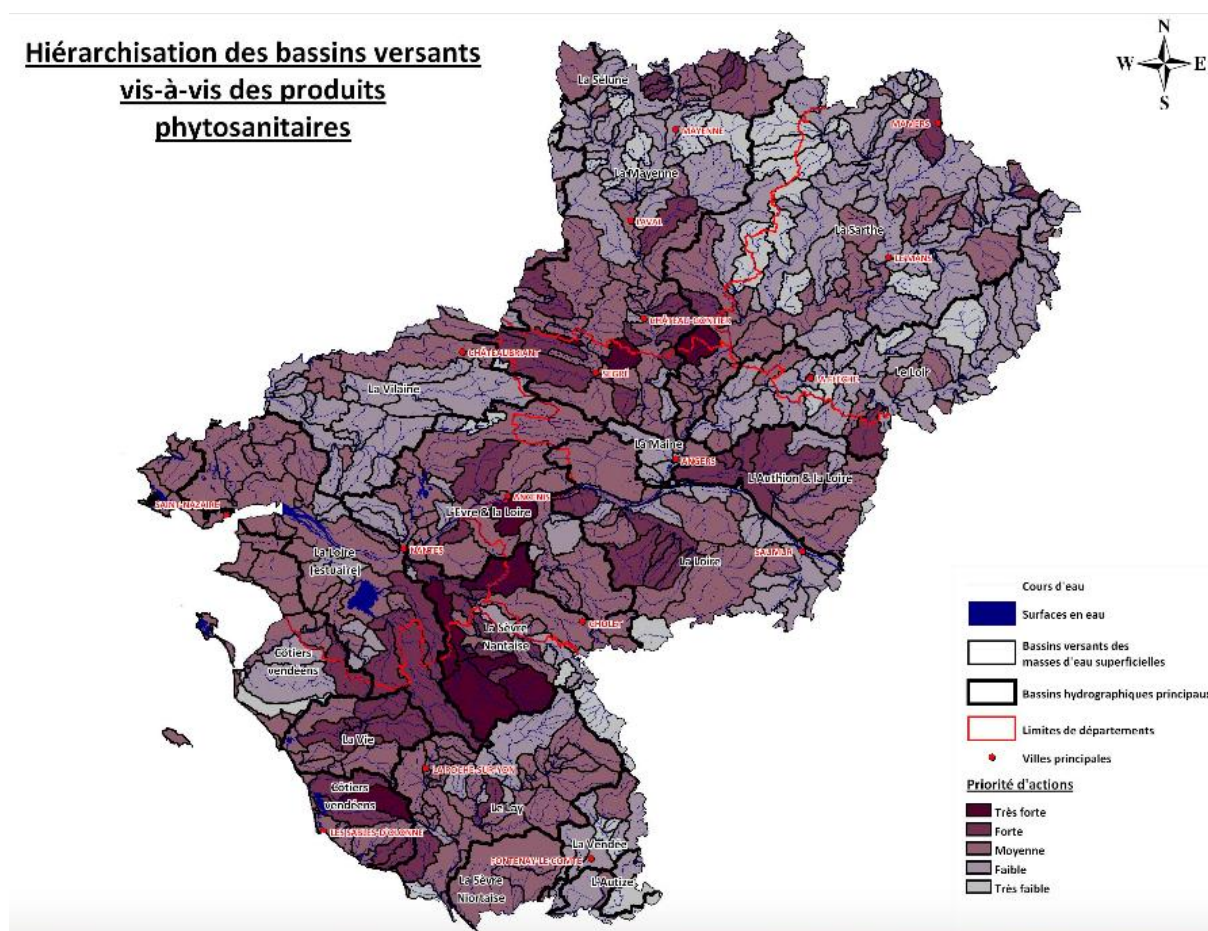 Hiérarchisation des bassins versants
vis-à-vis des produits
phytosanitaires
N
W
E
S
La Sélune
MAYENNE
MAMERS
La Mayenne
LAVAL
La Sarthe
LE MANS
CHÂTEAU-GONTIER
CHÂTEAUBRIANT
SEGRÉ
LA FLECHE
Le Loir
La Vilaine
La Maine
ANGERS
L'Authion & la Loire
SAINT-NAZAIRE
ANCENIS
L'Evre & la Loire
NANTES
SAUMUR
La Loire
(estuaire)
La Loire
CHOLET
La Sèvre
Nantaise
Côtiers
vendéens
La Vie
LA ROCHE-SUR-YON
Côtiers
vendéens
Le Lay
LES SABLES-D'OLONNE
La Vendée
FONTENAY-LE-COMTE
La Sèvre
Niortaise
L'Autize
Cours d'eau
Surfaces en eau
Bassins versants des
masses d'eau superficielles
Bassins hydrographiques principaux
Limites de départements
Villes principales
Priorité d'actions
Très forte
Forte
Moyenne
Faible
Très faible